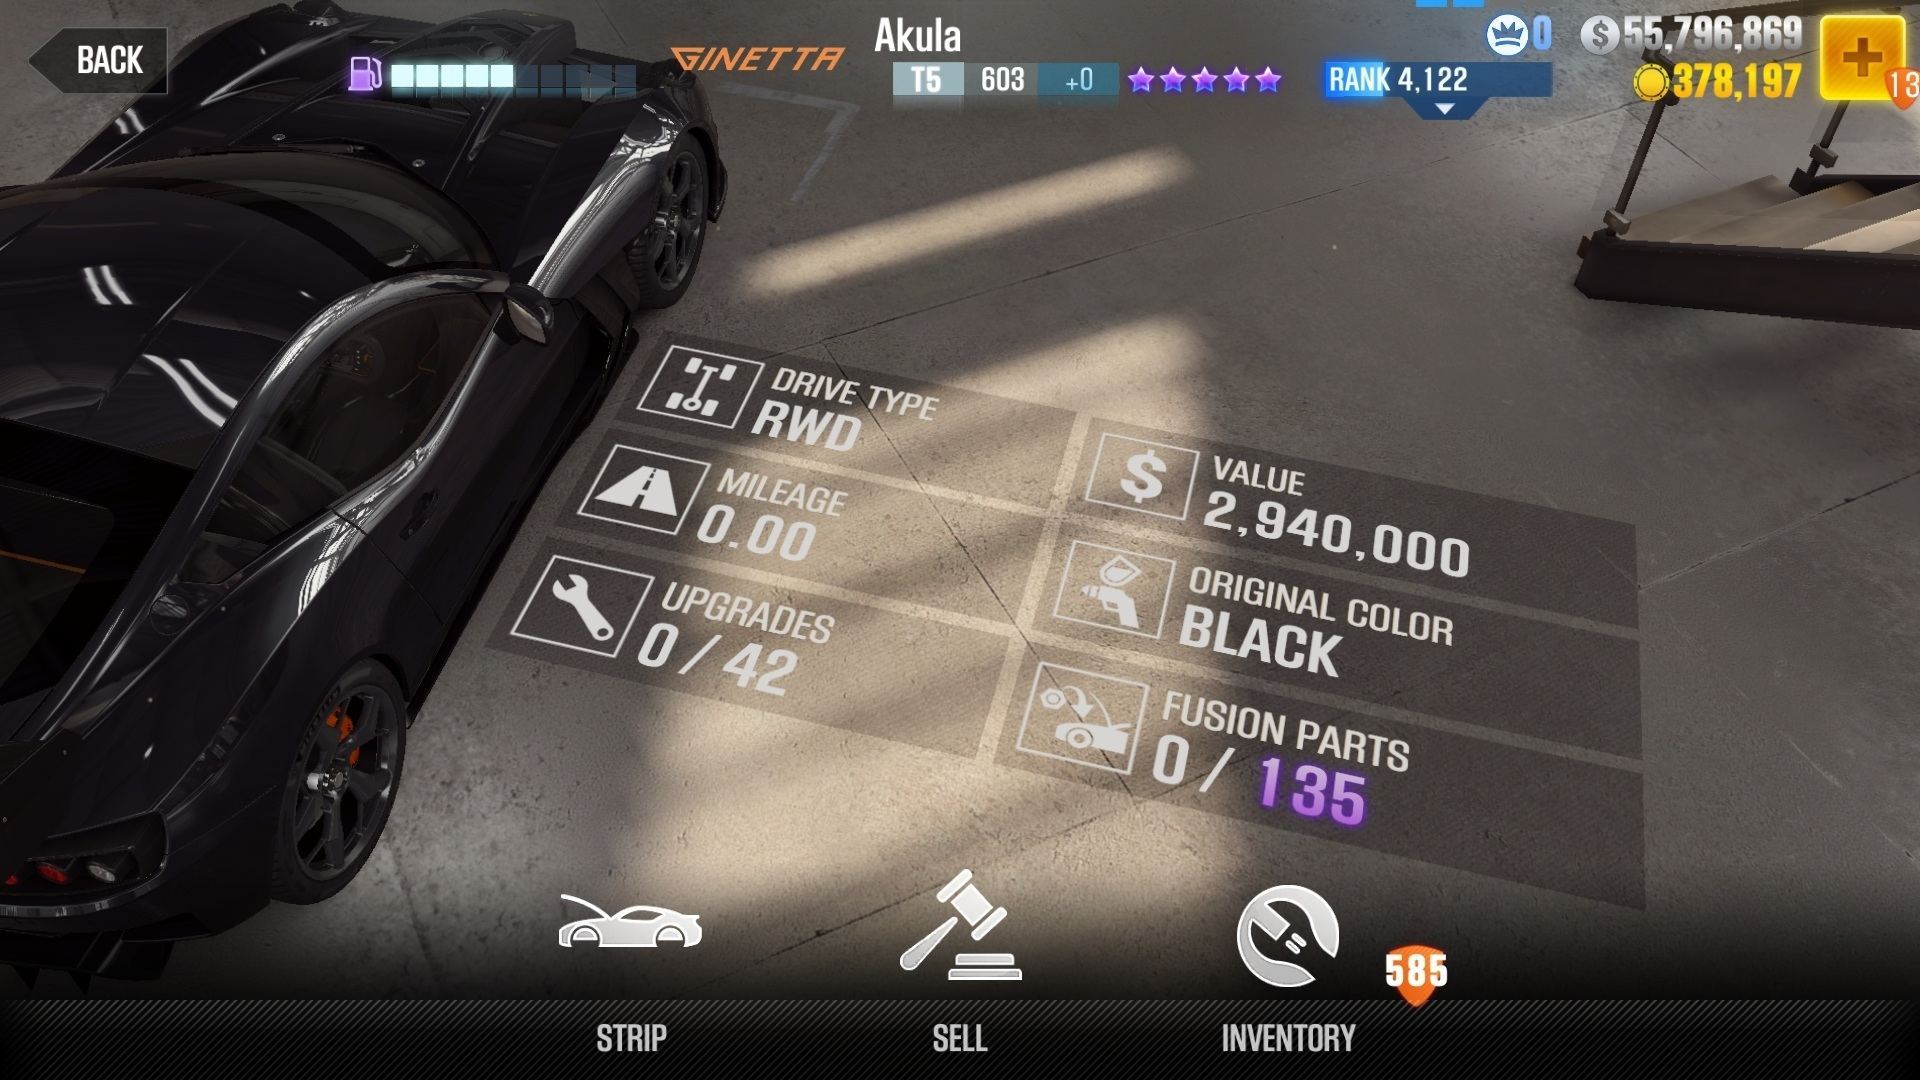 BACK
GINETTA
Akula
T5 603 +0
RANK 4,122
0
$ 55,796,869
378,197
13
DRIVE TYPE
RWD
MILEAGE
0.00
UPGRADES
0 / 42
$ VALUE
2,940,000
ORIGINAL COLOR
BLACK
FUSION PARTS
0 / 135
585
STRIP
SELL
INVENTORY